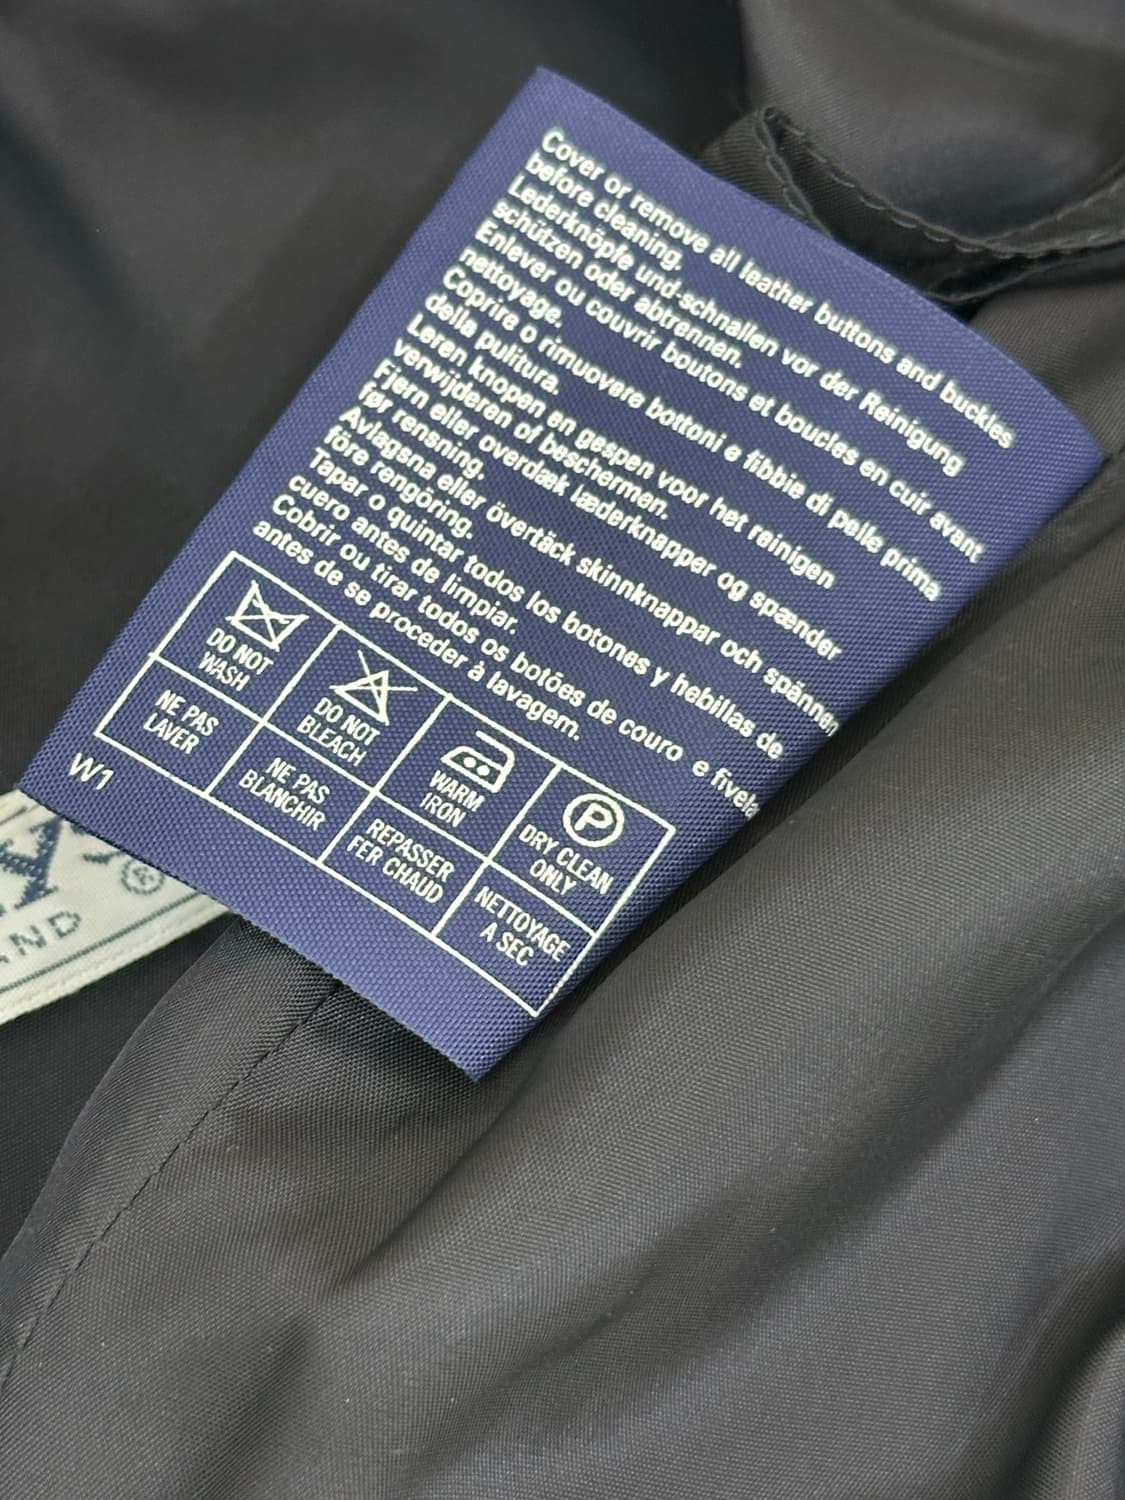 Cover or remove all leather buttons and buckles
before cleaning.
Lederknöpfe und-schnallen vor der Reinigung
schützen oder abtrennen.
Enlever ou couvrir boutons et boucles en cuir avant
nettoyage.
Coprire o rimuovere bottoni e fibbie di pelle prima
della pulitura.
Leren knopen en gespen voor het reinigen
verwijderen of beschermen.
Fjern eller overdæk læderknapper og spænder
før rensning.
Avlagsna eller övertäck skinnknappar och spännen
före rengöring.
Tapar o quintar todos los botones y hebillas de
cuero antes de limpiar.
Cobrir ou tirar todos os botões de couro e fivela
antes de se proceder à lavagem.
DO NOT
WASH
DO NOT
BLEACH
WARM
IRON
P
DRY CLEAN
ONLY
NE PAS
LAVER
NE PAS
BLANCHIR
REPASSER
FER CHAUD
NETTOYAGE
A SEC
W1
Y ®
AND